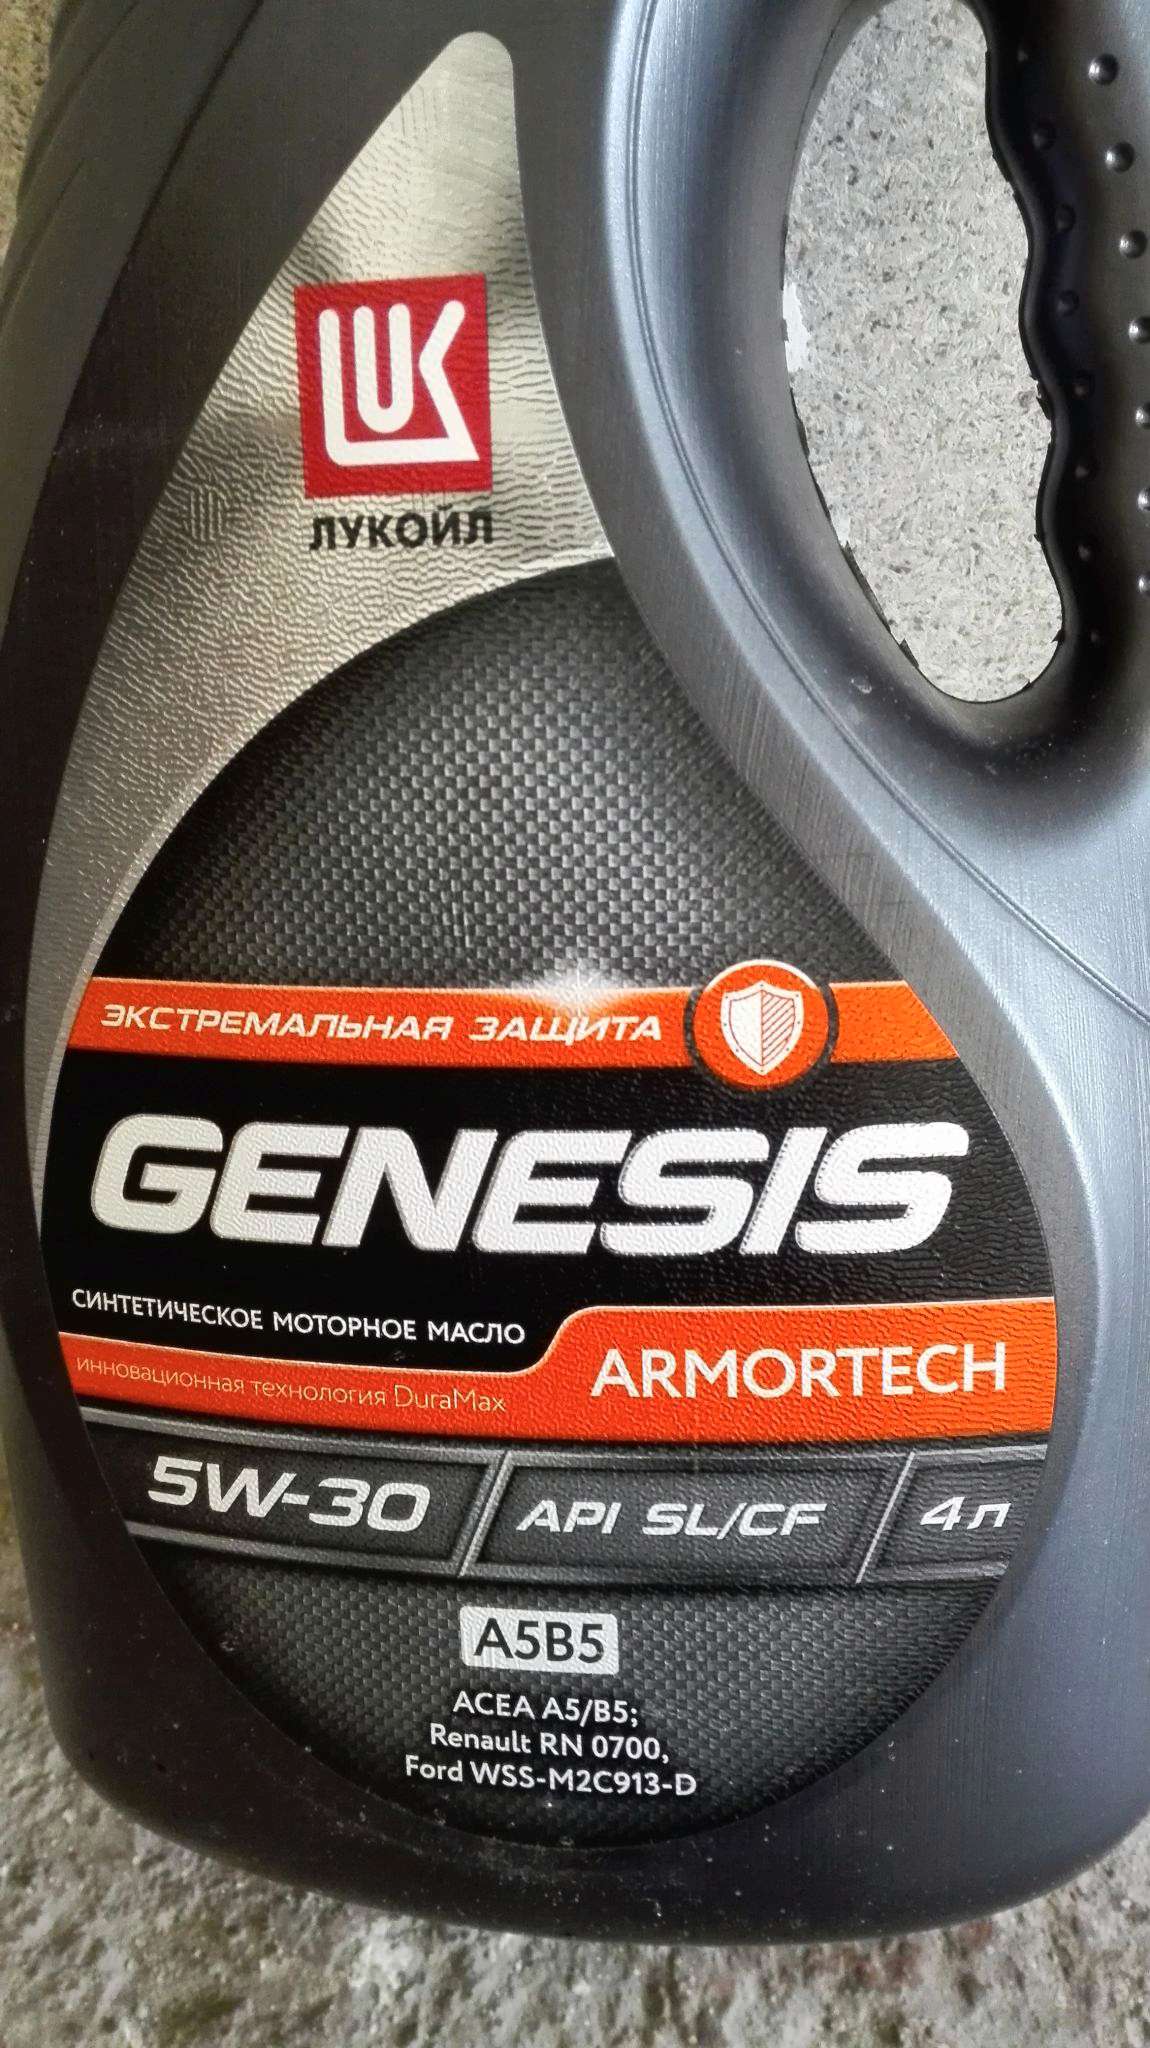 LUK
ЛУКОЙЛ
ЭКСТРЕМАЛЬНАЯ ЗАЩИТА
GENESIS
СИНТЕТИЧЕСКОЕ МОТОРНОЕ МАСЛО
ARMORTECH
ИННОВАЦИОННАЯ ТЕХНОЛОГИЯ DuraMax
5W-30
API SL/CF
4л
A5B5
ACEA A5/B5;
Renault RN 0700,
Ford WSS-M2C913-D